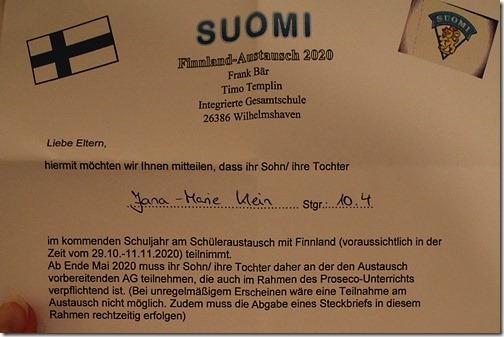 SUOMI
SUOMI
Finnland-Austausch 2020
Frank Bär
Timo Templin
Integrierte Gesamtschule
26386 Wilhelmshaven
Liebe Eltern,
hiermit möchten wir Ihnen mitteilen, dass ihr Sohn/ ihre Tochter
Jana-Marie Klein Stgr.: 10.4
im kommenden Schuljahr am Schüleraustausch mit Finnland (voraussichtlich in der
Zeit vom 29.10.-11.11.2020) teilnimmt.
Ab Ende Mai 2020 muss ihr Sohn/ ihre Tochter daher an der den Austausch
vorbereitenden AG teilnehmen, die auch im Rahmen des Proseco-Unterrichts
verpflichtend ist. (Bei unregelmäßigem Erscheinen wäre eine Teilnahme am
Austausch nicht möglich. Zudem muss die Abgabe eines Steckbriefs in diesem
Rahmen rechtzeitig erfolgen)